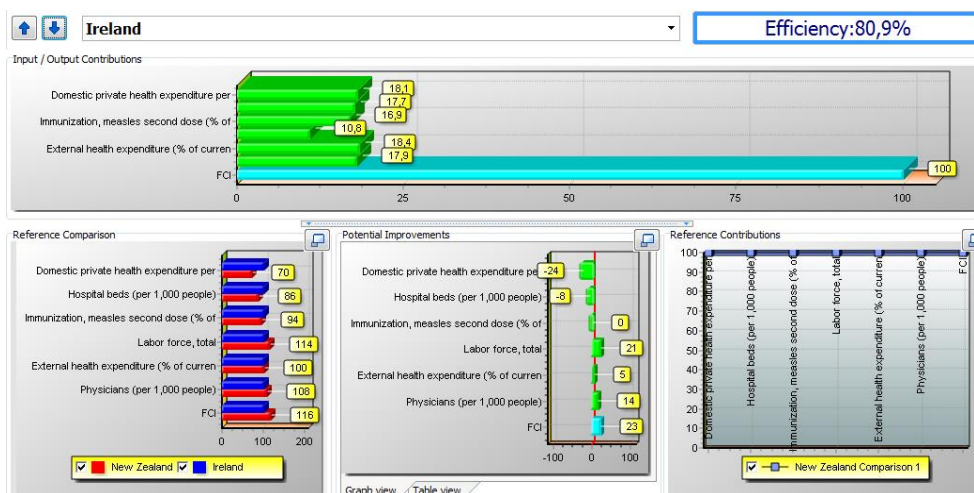 Ireland
Efficiency:80,9%
Input / Output Contributions
Domestic private health expenditure per
Immunization, measles second dose (% of
External health expenditure (% of curren
FCI
18,1
17,7
16,9
10,8
18,4
17,9
100
0 25 50 75 100
Reference Comparison
Domestic private health expenditure per 70
Hospital beds (per 1,000 people) 86
Immunization, measles second dose (% of 94
Labor force, total 114
External health expenditure (% of curren 100
Physicians (per 1,000 people) 108
FCI 116
0 100 200
New Zealand Ireland
Potential Improvements
Domestic private health expenditure pe -24
Hospital beds (per 1,000 people) -8
Immunization, measles second dose (% of 0
Labor force, total 21
External health expenditure (% of curren 5
Physicians (per 1,000 people) 14
FCI 23
-100 0 100
Graph view Table view
Reference Contributions
100
90
80
70
60
50
40
30
20
10
0
Domestic private health expenditure per
Hospital beds (per 1,000 people)
Immunization, measles second dose (% of
Labor force, total
External health expenditure (% of curren
Physicians (per 1,000 people)
FCI
New Zealand Comparison 1